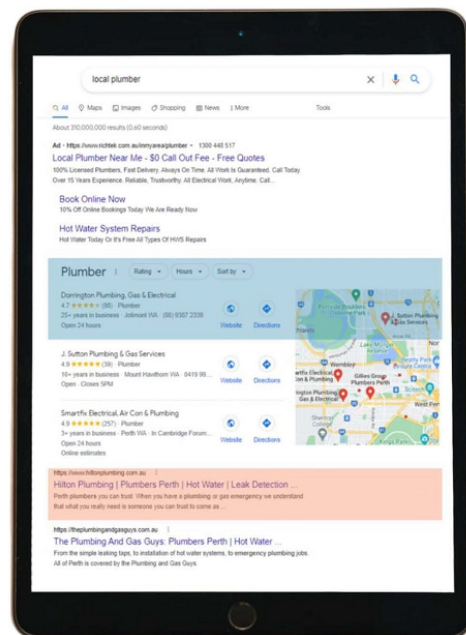 local plumber
All Maps Images Shopping News More Tools
About 310,000,000 results (0.60 seconds)
Ad · https://www.richtek.com.au/inmyarea/plumber 1300 448 517
Local Plumber Near Me - $0 Call Out Fee - Free Quotes
100% Licensed Plumbers, Fast Delivery. Always On Time. All Work Is Guaranteed. Call Today.
Over 15 Years Experience. Reliable, Trustworthy. All Electrical Work, Anytime. Call...
Book Online Now
10% Off Online Bookings Today We Are Ready Now
Hot Water System Repairs
Hot Water Today Or It's Free All Types Of HWS Repairs
Plumber Rating Hours Sort by
Dorrington Plumbing, Gas & Electrical
4.7 (98) · Plumber
25+ years in business · Jolimont WA · (08) 9387 2338
Open 24 hours
Website Directions
J. Sutton Plumbing & Gas Services
4.9 (39) · Plumber
10+ years in business · Mount Hawthorn WA · 0419 99...
Open · Closes 5PM
Website Directions
Smartfix Electrical, Air Con & Plumbing
4.9 (257) · Plumber
3+ years in business · Perth WA · In Cambridge Forum...
Open 24 hours
Online estimates
Website Directions
J. Sutton Plumbing
& Gas Services
Wembley
Gilles Group
Plumbers Perth
West Per
https://www.hiltonplumbing.com.au
Hilton Plumbing | Plumbers Perth | Hot Water | Leak Detection ...
Perth plumbers you can trust. When you have a plumbing or gas emergency we understand
that what you really need is someone you can trust to come as ...
https://theplumbingandgasguys.com.au
The Plumbing And Gas Guys: Plumbers Perth | Hot Water ...
From the simple leaking taps, to installation of hot water systems, to emergency plumbing jobs.
All of Perth is covered by the Plumbing and Gas Guys.